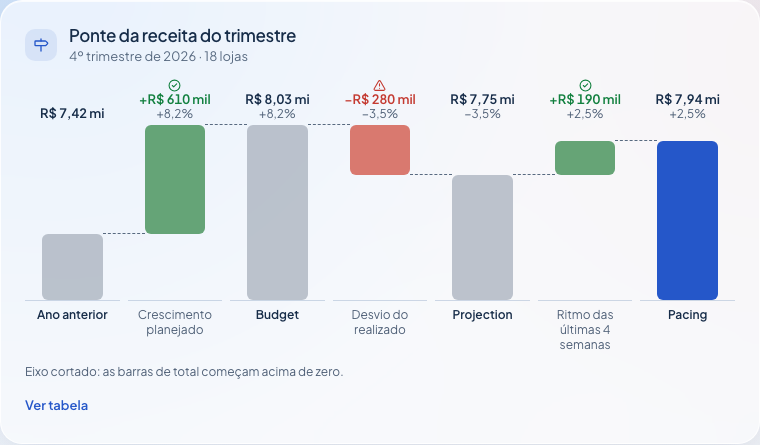 Ponte da receita do trimestre
4º trimestre de 2026 · 18 lojas
R$ 7,42 mi
+R$ 610 mil
+8,2%
R$ 8,03 mi
+8,2%
−R$ 280 mil
−3,5%
R$ 7,75 mi
−3,5%
+R$ 190 mil
+2,5%
R$ 7,94 mi
+2,5%
Ano anterior
Crescimento
planejado
Budget
Desvio do
realizado
Projection
Ritmo das
últimas 4
semanas
Pacing
Eixo cortado: as barras de total começam acima de zero.
Ver tabela